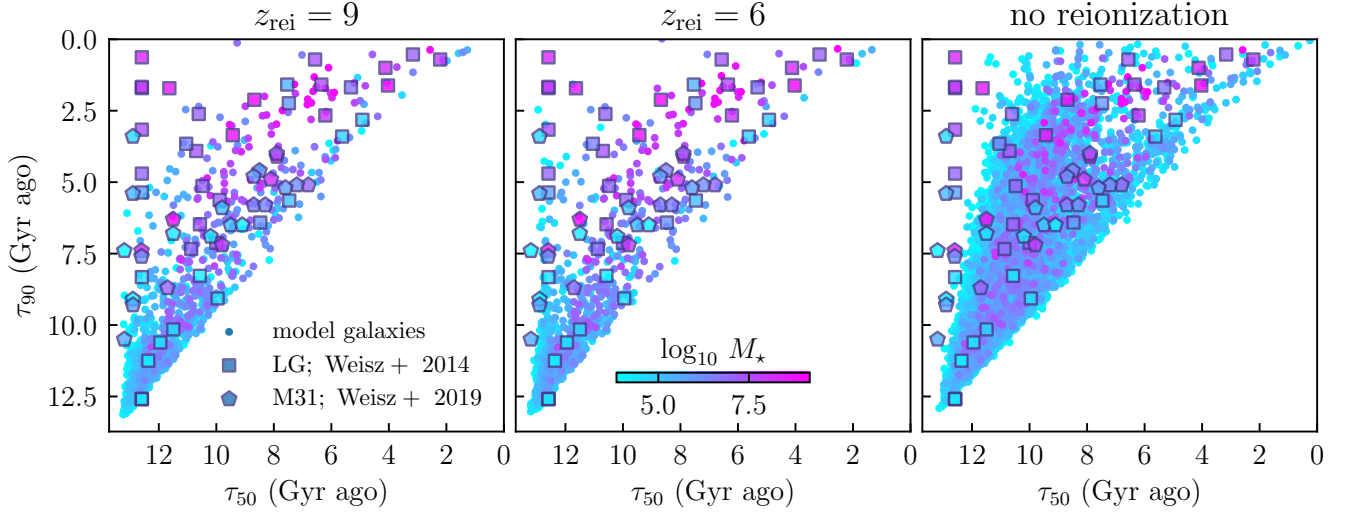 z_rei = 9
z_rei = 6
no reionization
0.0
2.5
5.0
7.5
10.0
12.5
τ_90 (Gyr ago)
model galaxies
LG; Weisz + 2014
M31; Weisz + 2019
log_10 M_⋆
5.0 7.5
12 10 8 6 4 2 0
12 10 8 6 4 2 0
12 10 8 6 4 2 0
τ_50 (Gyr ago)
τ_50 (Gyr ago)
τ_50 (Gyr ago)